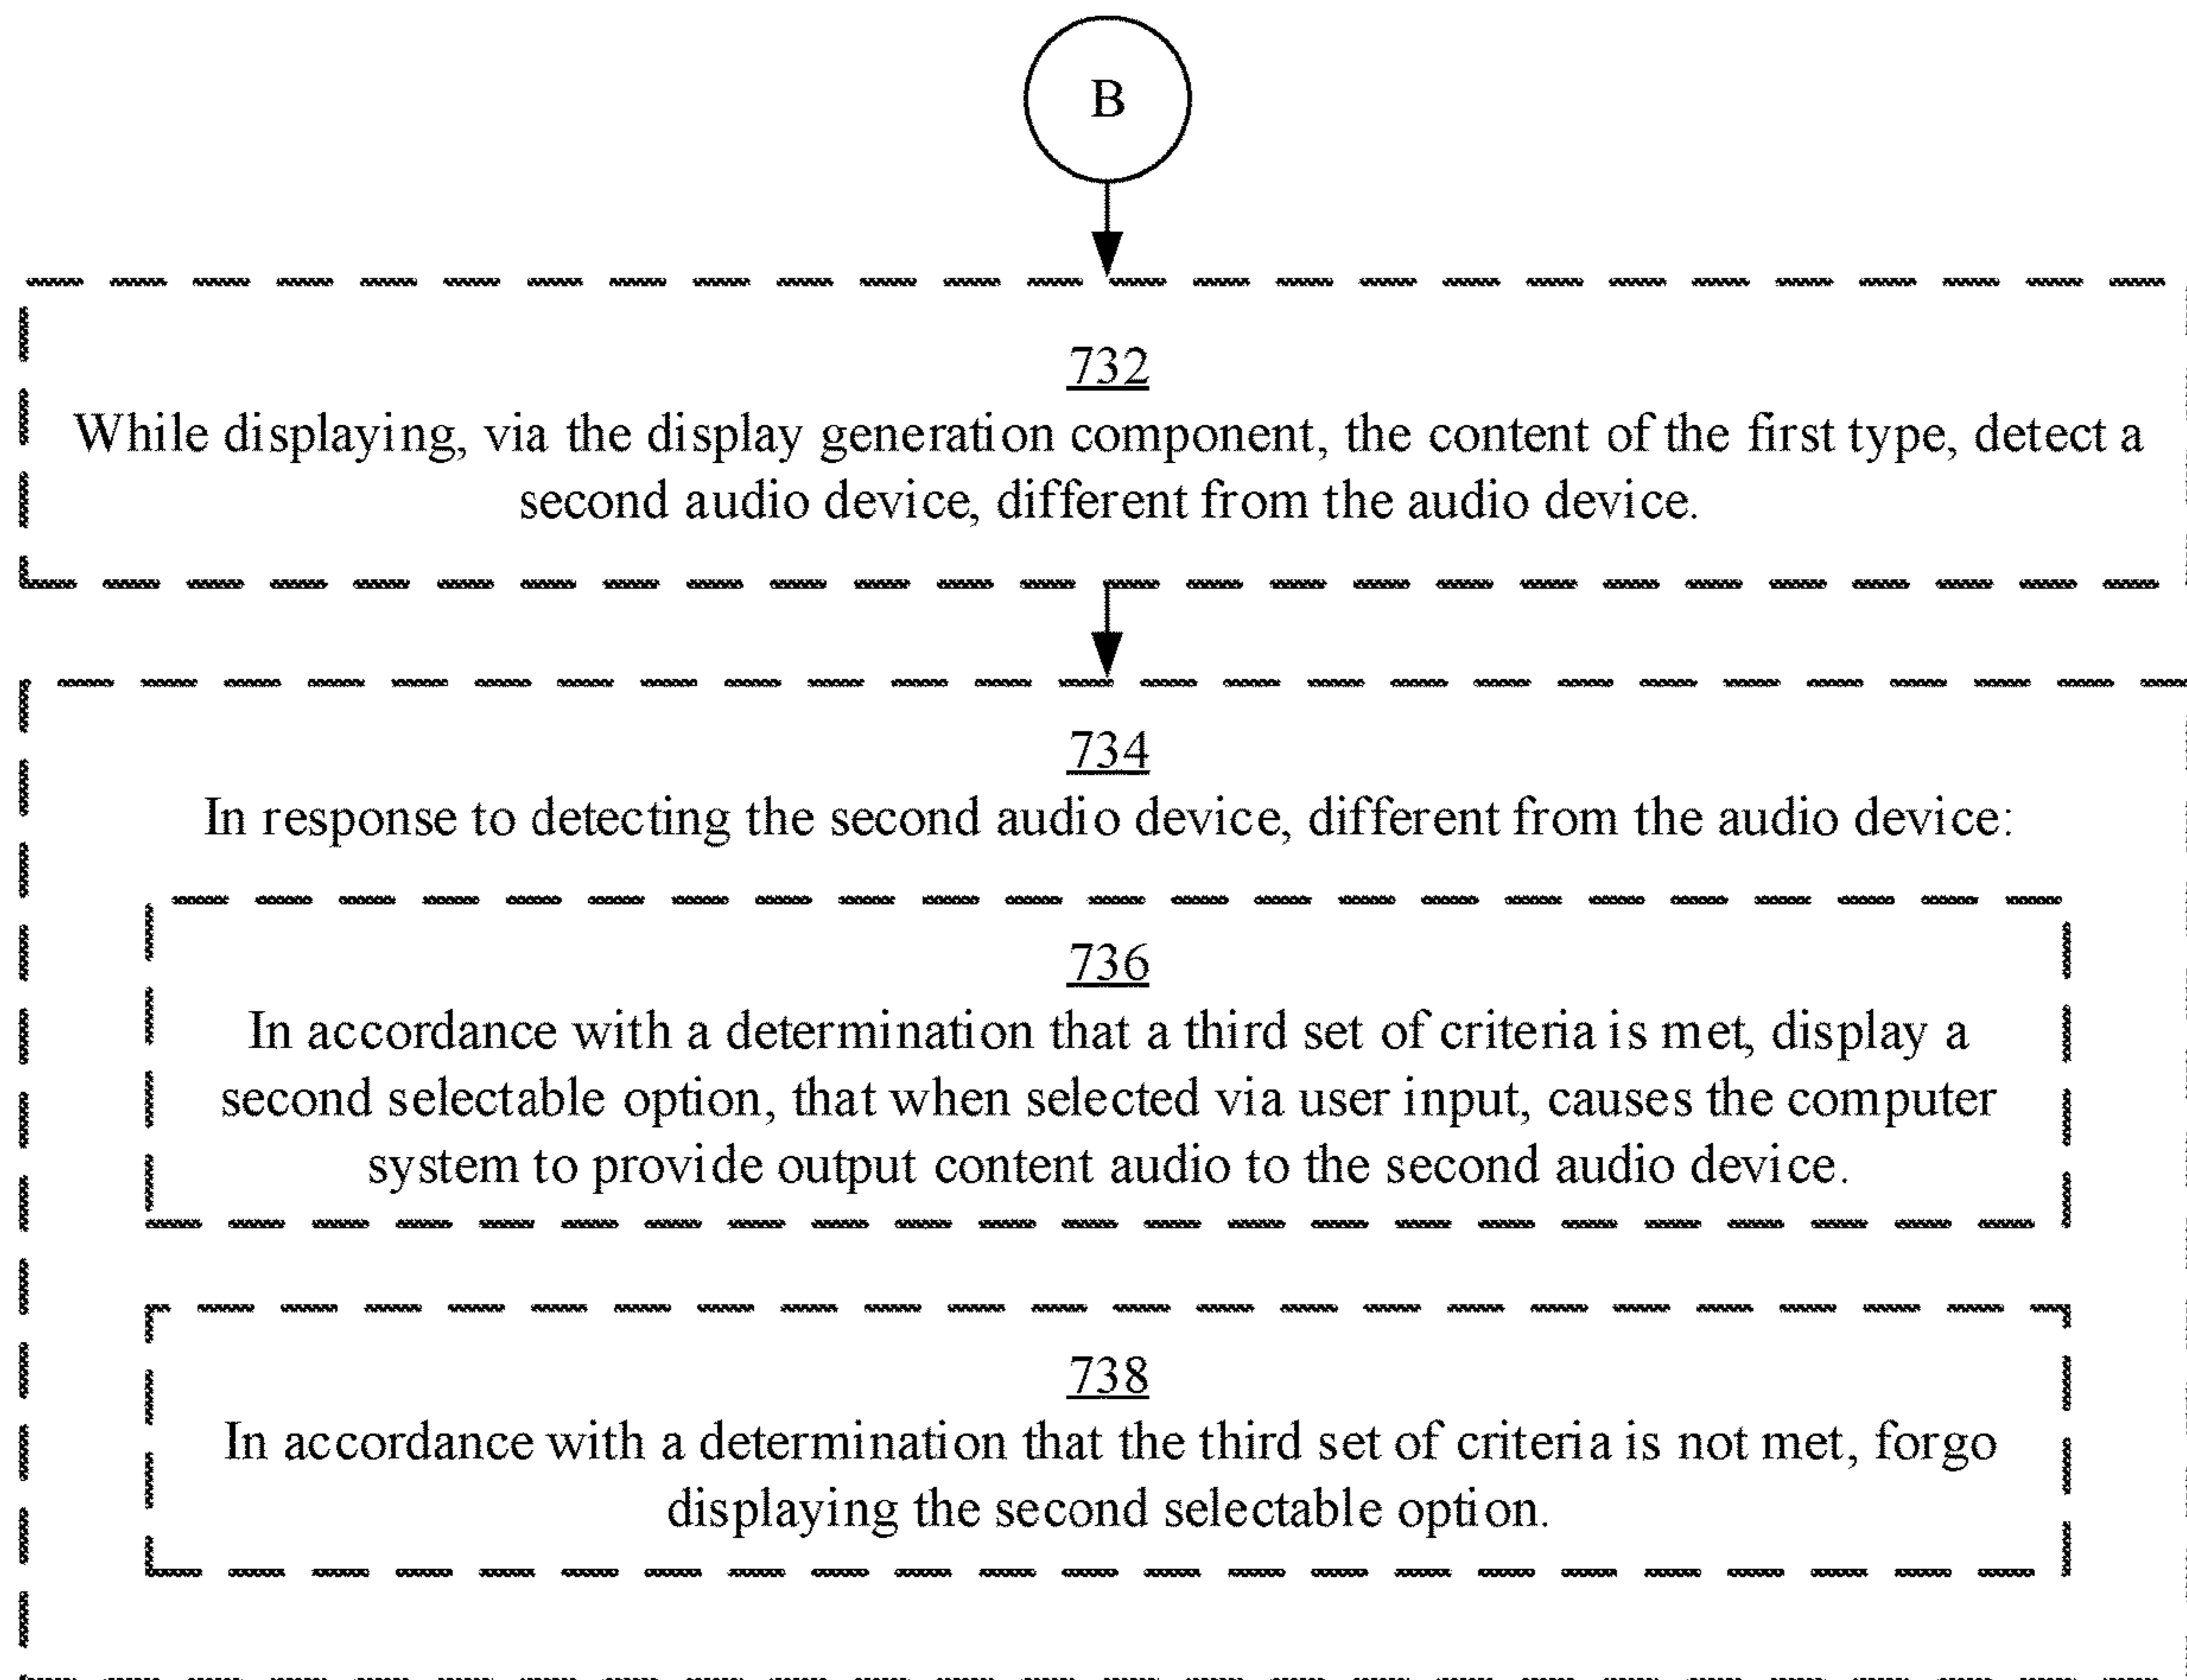 B
732
While displaying, via the display generation component, the content of the first type, detect a
second audio device, different from the audio device.
734
In response to detecting the second audio device, different from the audio device:
736
In accordance with a determination that a third set of criteria is met, display a
second selectable option, that when selected via user input, causes the computer
system to provide output content audio to the second audio device.
738
In accordance with a determination that the third set of criteria is not met, forgo
displaying the second selectable option.